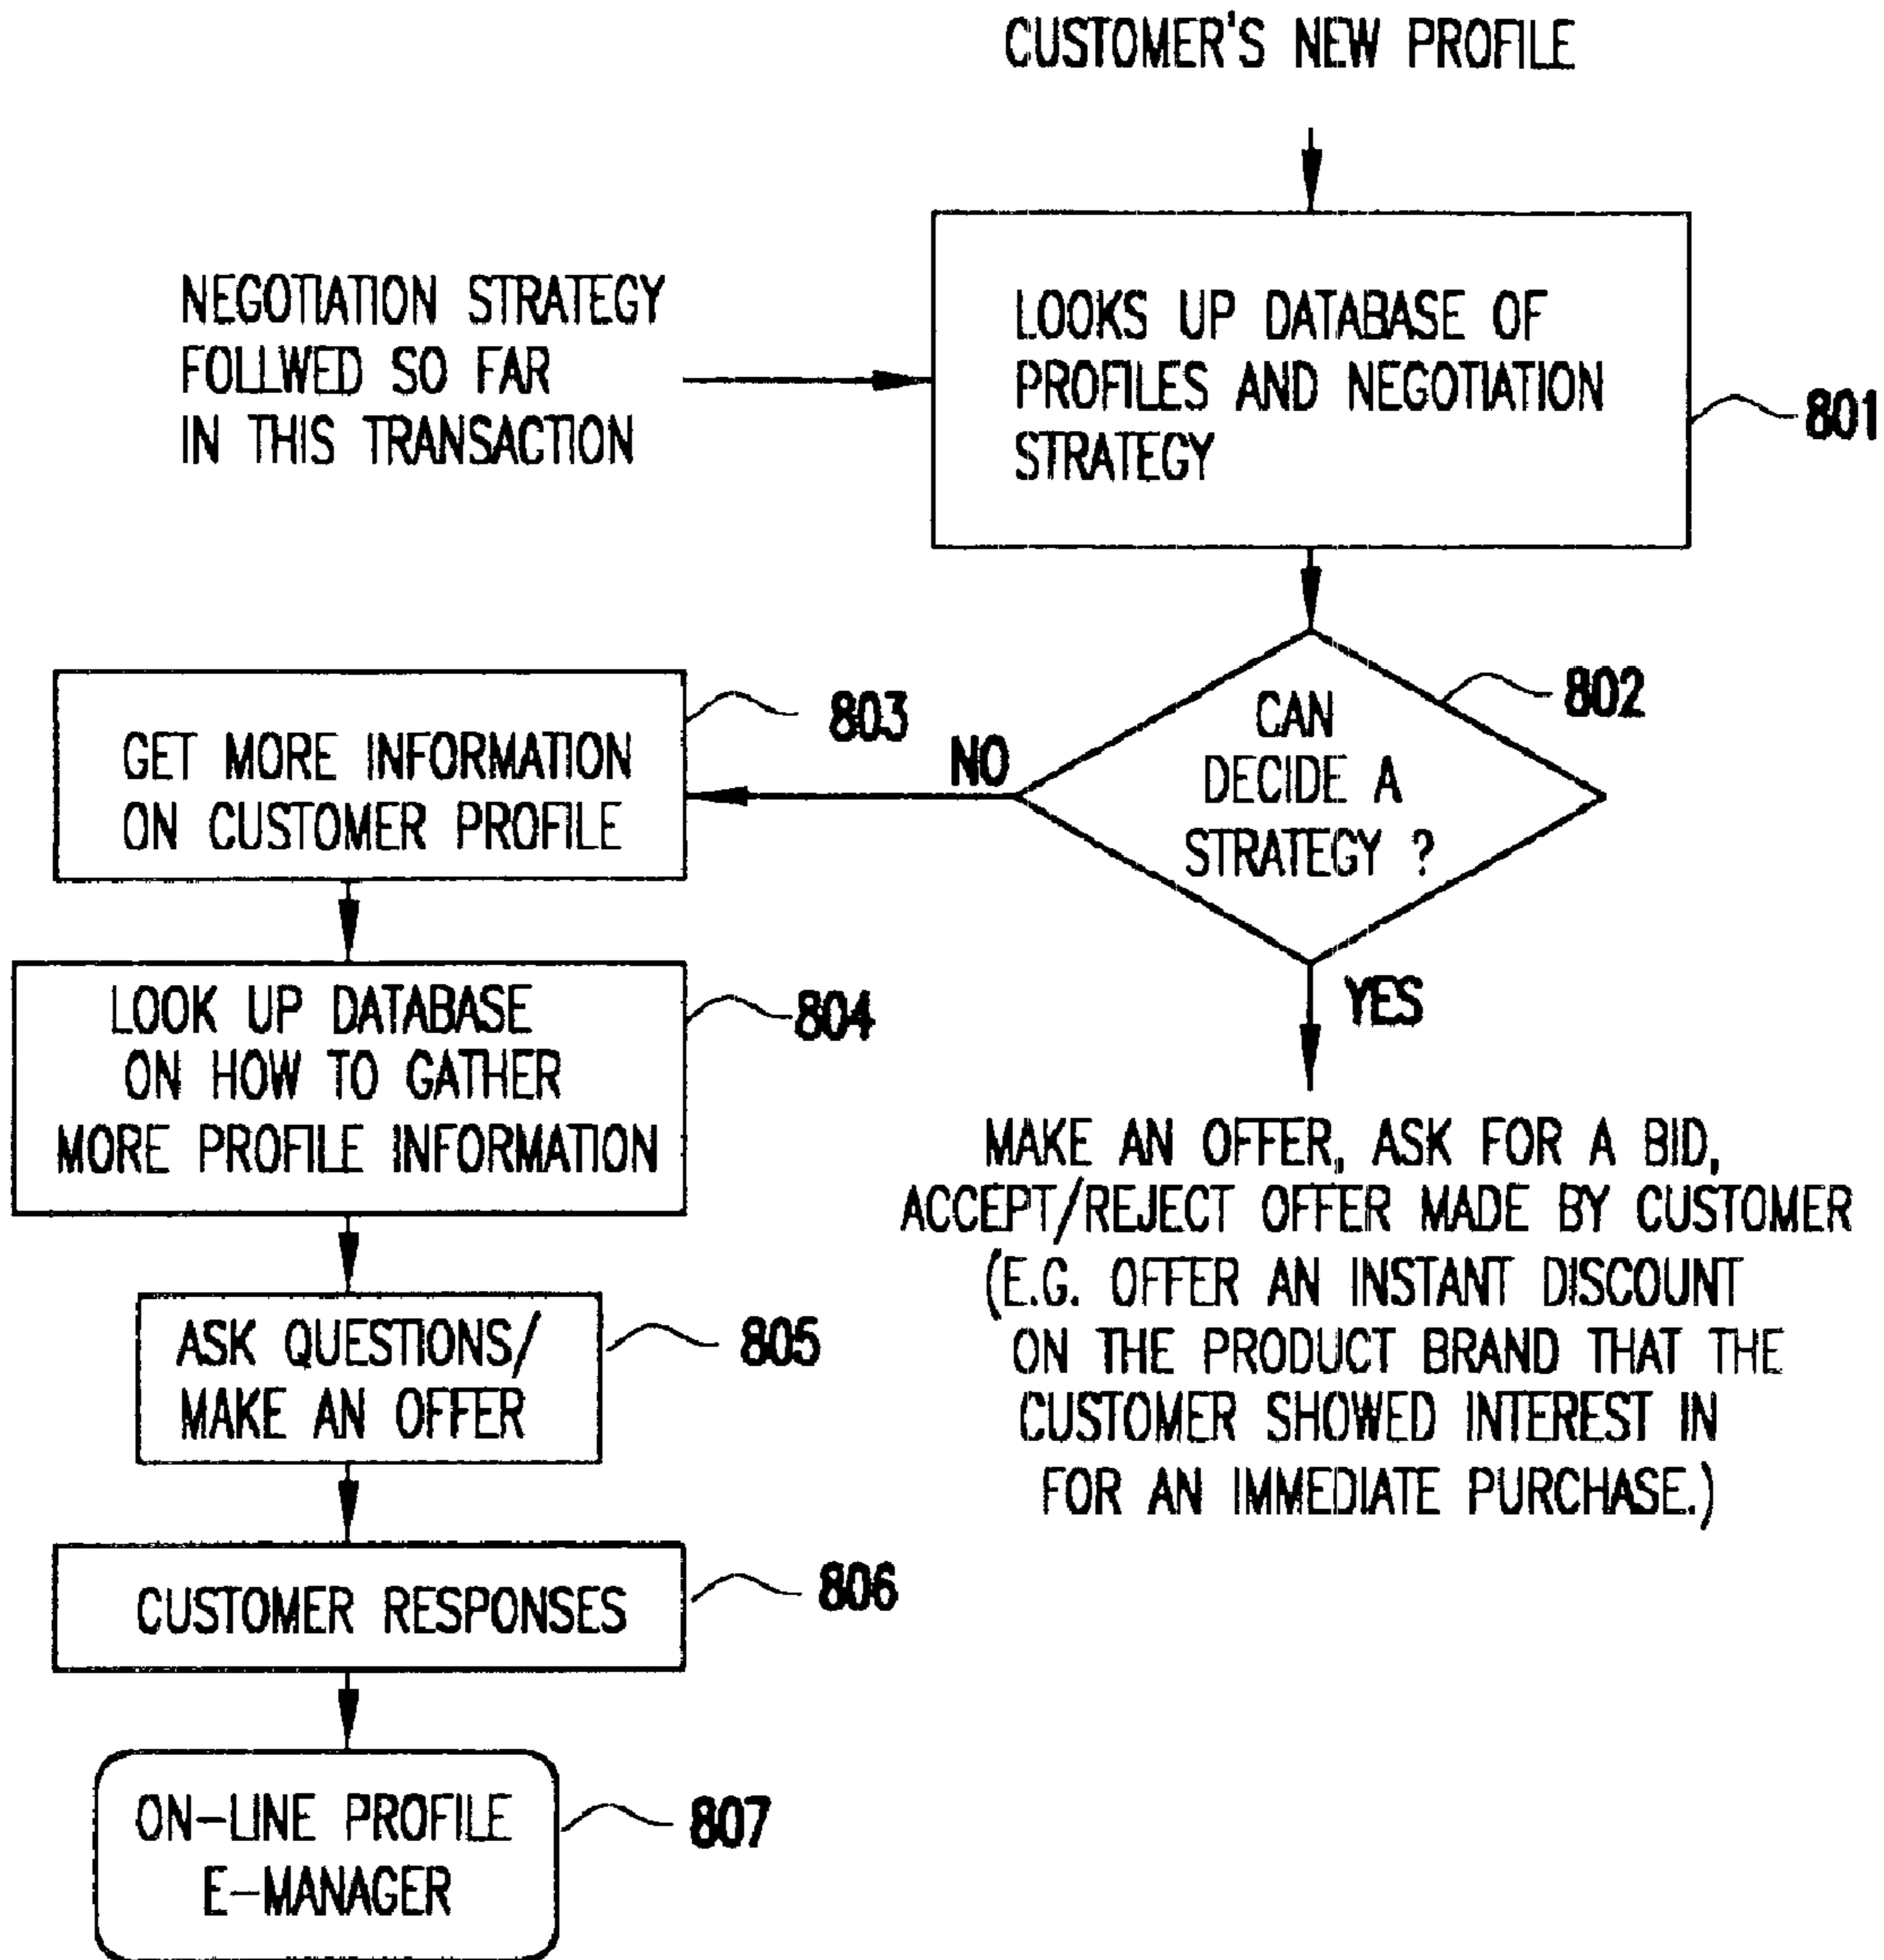 CUSTOMER'S NEW PROFILE
NEGOTIATION STRATEGY
FOLLWED SO FAR
IN THIS TRANSACTION
LOOKS UP DATABASE OF
PROFILES AND NEGOTIATION
STRATEGY
801
CAN
DECIDE A
STRATEGY ?
802
NO
YES
803
GET MORE INFORMATION
ON CUSTOMER PROFILE
LOOK UP DATABASE
ON HOW TO GATHER
MORE PROFILE INFORMATION
804
MAKE AN OFFER, ASK FOR A BID,
ACCEPT/REJECT OFFER MADE BY CUSTOMER
(E.G. OFFER AN INSTANT DISCOUNT
ON THE PRODUCT BRAND THAT THE
CUSTOMER SHOWED INTEREST IN
FOR AN IMMEDIATE PURCHASE.)
ASK QUESTIONS/
MAKE AN OFFER
805
CUSTOMER RESPONSES
806
ON-LINE PROFILE
E-MANAGER
807